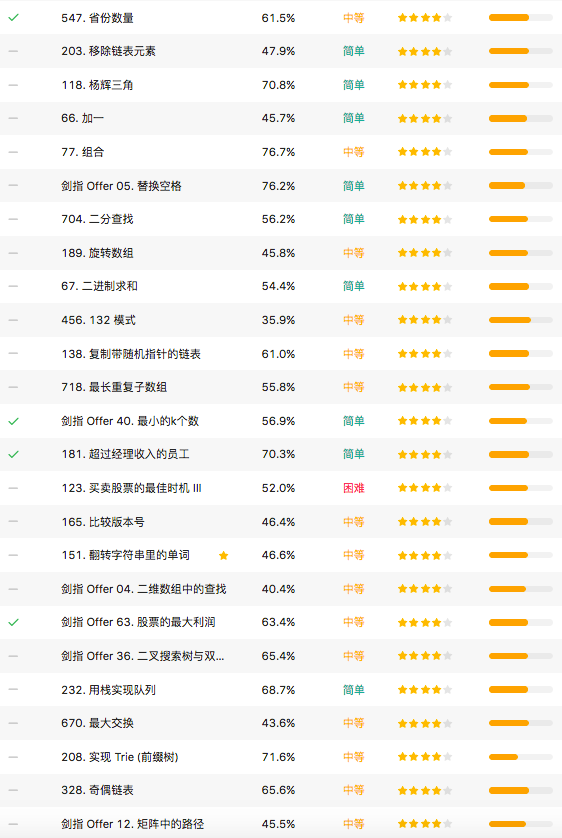 547. 省份数量 61.5% 中等
203. 移除链表元素 47.9% 简单
118. 杨辉三角 70.8% 简单
66. 加一 45.7% 简单
77. 组合 76.7% 中等
剑指 Offer 05. 替换空格 76.2% 简单
704. 二分查找 56.2% 简单
189. 旋转数组 45.8% 中等
67. 二进制求和 54.4% 简单
456. 132 模式 35.9% 中等
138. 复制带随机指针的链表 61.0% 中等
718. 最长重复子数组 55.8% 中等
剑指 Offer 40. 最小的k个数 56.9% 简单
181. 超过经理收入的员工 70.3% 简单
123. 买卖股票的最佳时机 III 52.0% 困难
165. 比较版本号 46.4% 中等
151. 翻转字符串里的单词 46.6% 中等
剑指 Offer 04. 二维数组中的查找 40.4% 中等
剑指 Offer 63. 股票的最大利润 63.4% 中等
剑指 Offer 36. 二叉搜索树与双... 65.4% 中等
232. 用栈实现队列 68.7% 简单
670. 最大交换 43.6% 中等
208. 实现 Trie (前缀树) 71.6% 中等
328. 奇偶链表 65.6% 中等
剑指 Offer 12. 矩阵中的路径 45.5% 中等